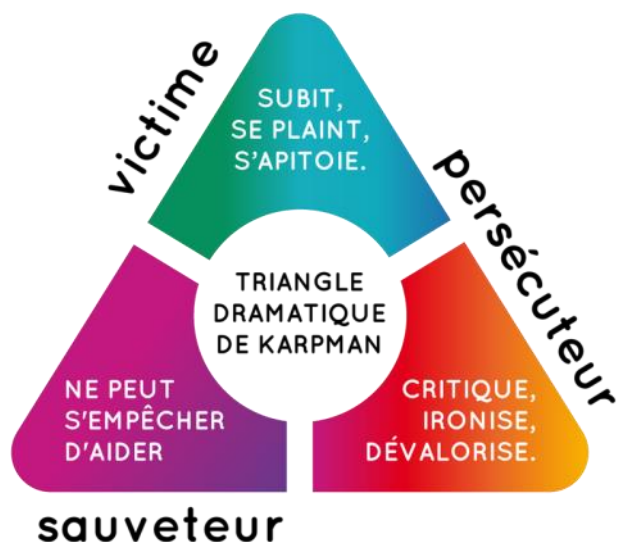 victime
SUBIT,
SE PLAINT,
S'APITOIE.
persécuteur
TRIANGLE
DRAMATIQUE
DE KARPMAN
NE PEUT
S'EMPÊCHER
D'AIDER
CRITIQUE,
IRONISE,
DÉVALORISE.
sauveteur